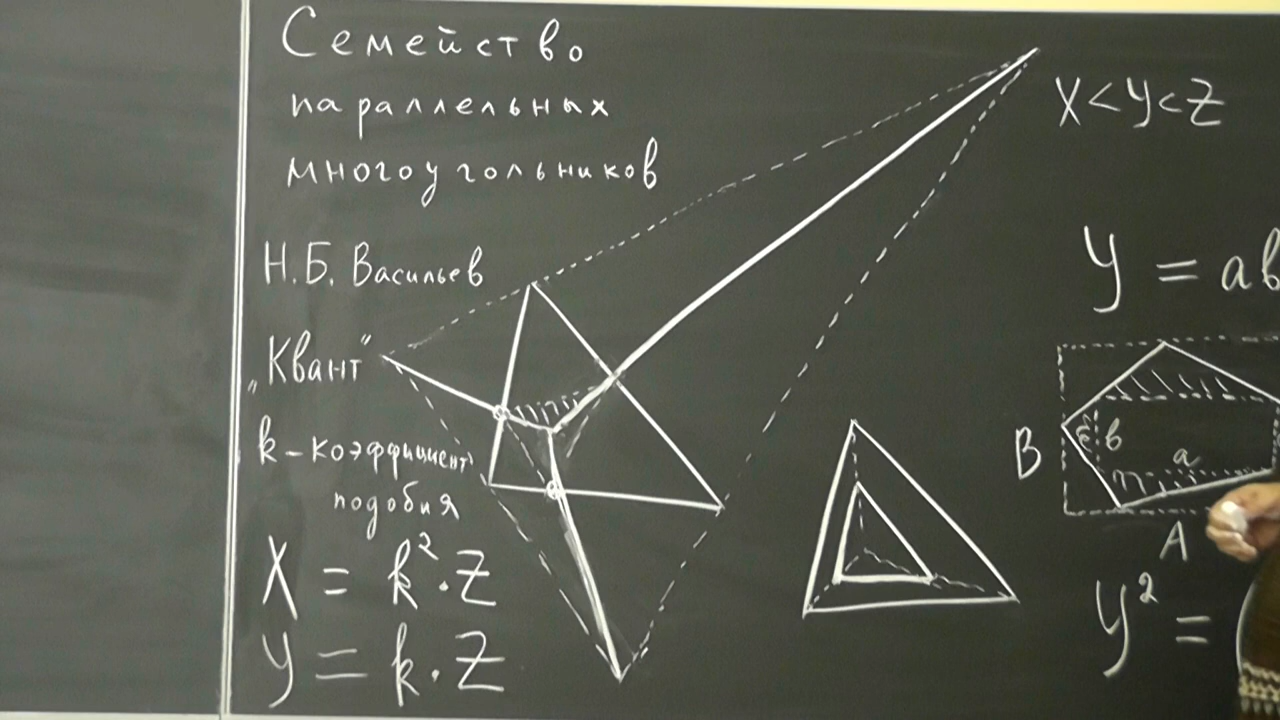 Семейство
параллельных
многоугольников
Н.Б. Васильев
„Квант"
k - коэффициент
подобия
X = k²·Z
Y = k·Z
X < Y < Z
Y = ab
B
в
a
A
Y² =